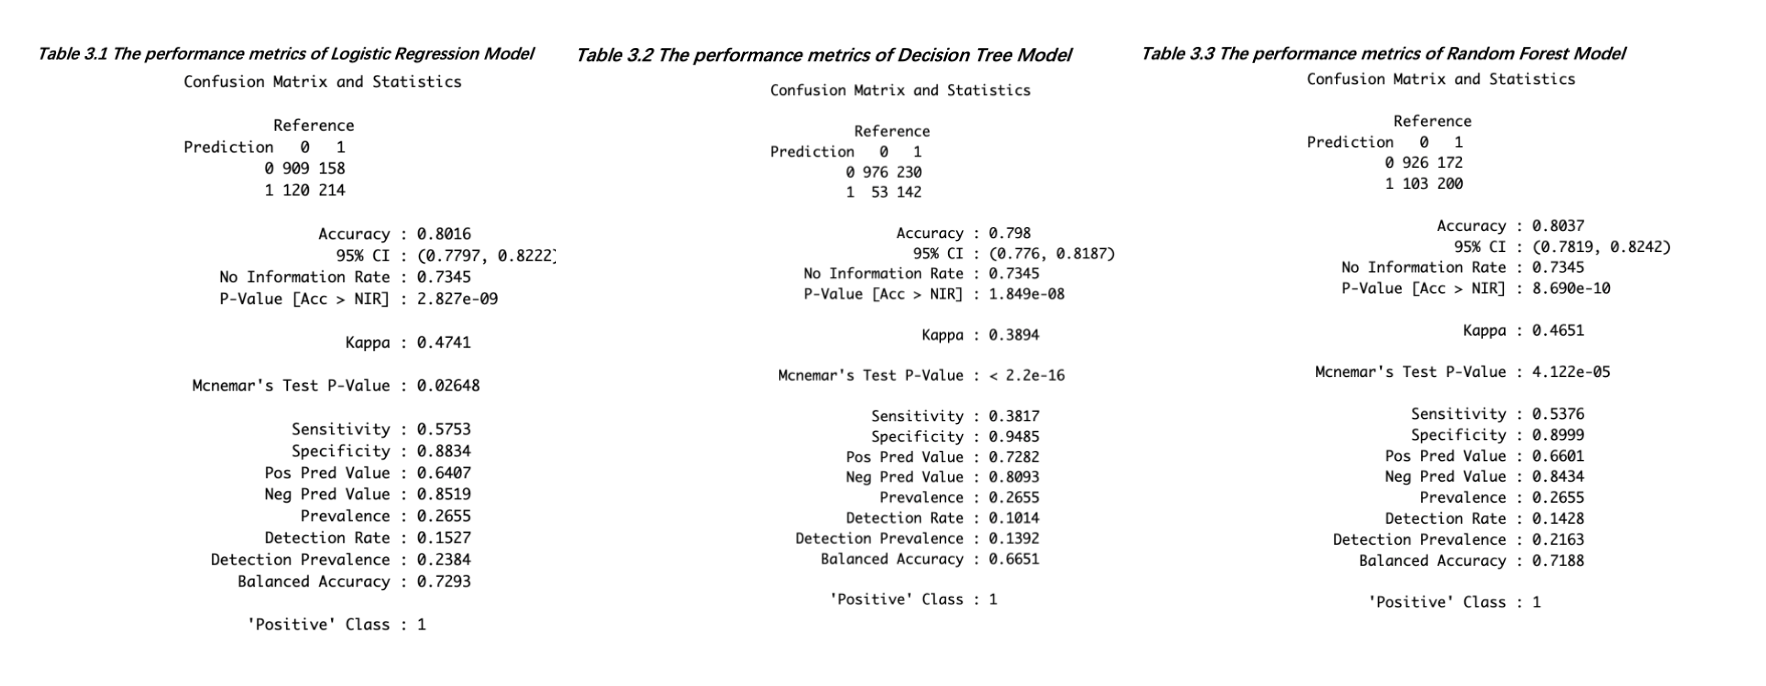 Table 3.1 The performance metrics of Logistic Regression Model
Confusion Matrix and Statistics
Reference
Prediction 0 1
0 909 158
1 120 214
Accuracy : 0.8016
95% CI : (0.7797, 0.8222)
No Information Rate : 0.7345
P-Value [Acc > NIR] : 2.827e-09
Kappa : 0.4741
Mcnemar's Test P-Value : 0.02648
Sensitivity : 0.5753
Specificity : 0.8834
Pos Pred Value : 0.6407
Neg Pred Value : 0.8519
Prevalence : 0.2655
Detection Rate : 0.1527
Detection Prevalence : 0.2384
Balanced Accuracy : 0.7293
'Positive' Class : 1
Table 3.2 The performance metrics of Decision Tree Model
Confusion Matrix and Statistics
Reference
Prediction 0 1
0 976 230
1 53 142
Accuracy : 0.798
95% CI : (0.776, 0.8187)
No Information Rate : 0.7345
P-Value [Acc > NIR] : 1.849e-08
Kappa : 0.3894
Mcnemar's Test P-Value : < 2.2e-16
Sensitivity : 0.3817
Specificity : 0.9485
Pos Pred Value : 0.7282
Neg Pred Value : 0.8093
Prevalence : 0.2655
Detection Rate : 0.1014
Detection Prevalence : 0.1392
Balanced Accuracy : 0.6651
'Positive' Class : 1
Table 3.3 The performance metrics of Random Forest Model
Confusion Matrix and Statistics
Reference
Prediction 0 1
0 926 172
1 103 200
Accuracy : 0.8037
95% CI : (0.7819, 0.8242)
No Information Rate : 0.7345
P-Value [Acc > NIR] : 8.690e-10
Kappa : 0.4651
Mcnemar's Test P-Value : 4.122e-05
Sensitivity : 0.5376
Specificity : 0.8999
Pos Pred Value : 0.6601
Neg Pred Value : 0.8434
Prevalence : 0.2655
Detection Rate : 0.1428
Detection Prevalence : 0.2163
Balanced Accuracy : 0.7188
'Positive' Class : 1